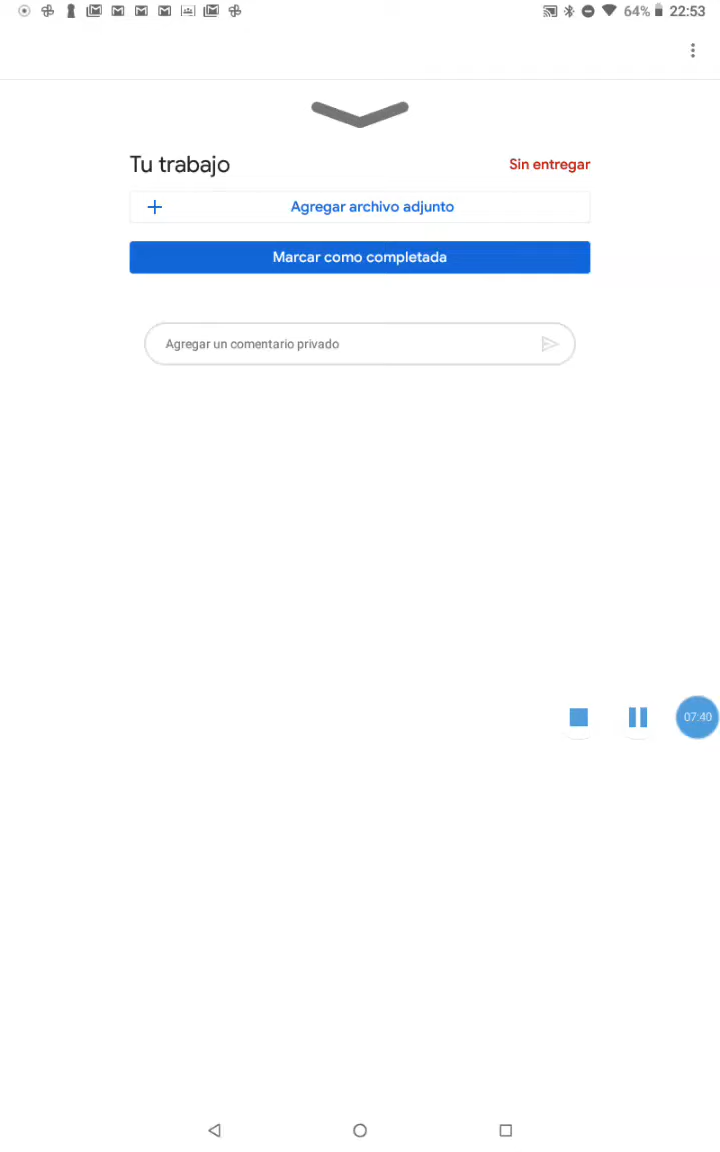 64% 22:53
Tu trabajo
Sin entregar
Agregar archivo adjunto
Marcar como completada
Agregar un comentario privado
07:40